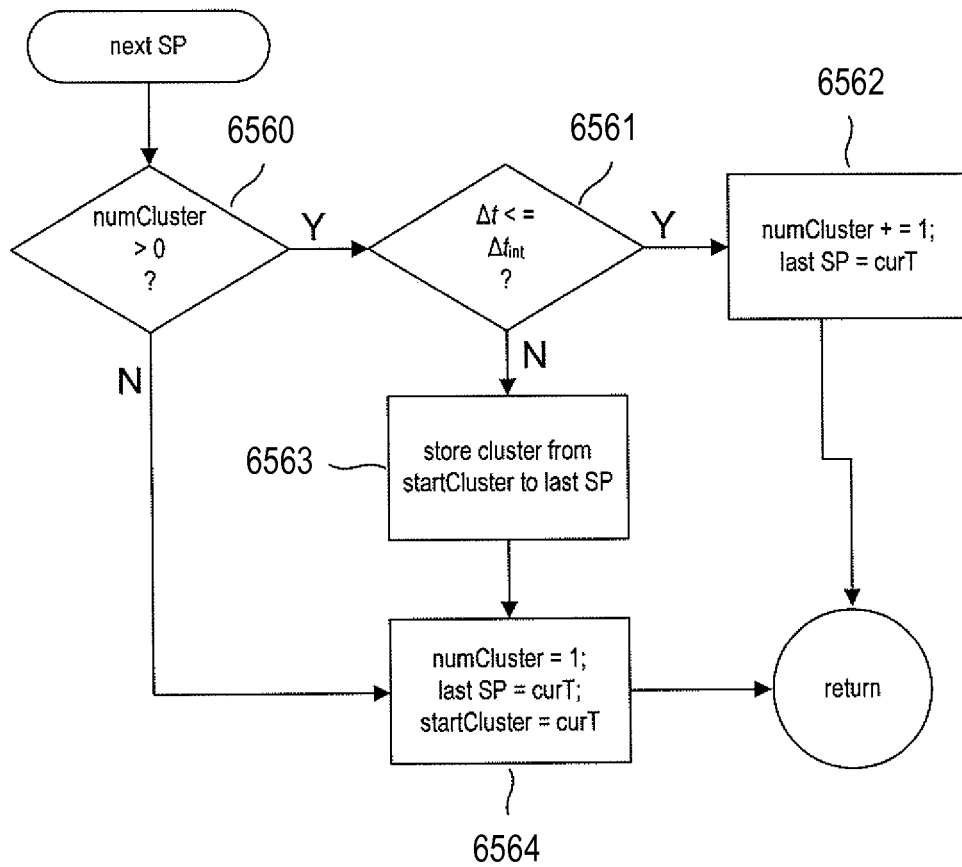 next SP
6560
6561
6562
numCluster
> 0
?
Y
Δt < =
Δt_int
?
Y
numCluster + = 1;
last SP = curT
N
N
6563
store cluster from
startCluster to last SP
numCluster = 1;
last SP = curT;
startCluster = curT
return
6564